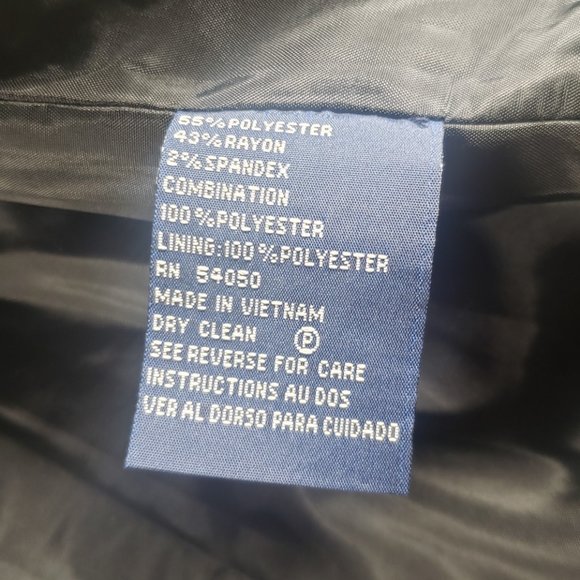 55%POLYESTER
43%RAYON
2%SPANDEX
COMBINATION
100%POLYESTER
LINING:100%POLYESTER
RN 54050
MADE IN VIETNAM
DRY CLEAN Ⓟ
SEE REVERSE FOR CARE
INSTRUCTIONS AU DOS
VER AL DORSO PARA CUIDADO